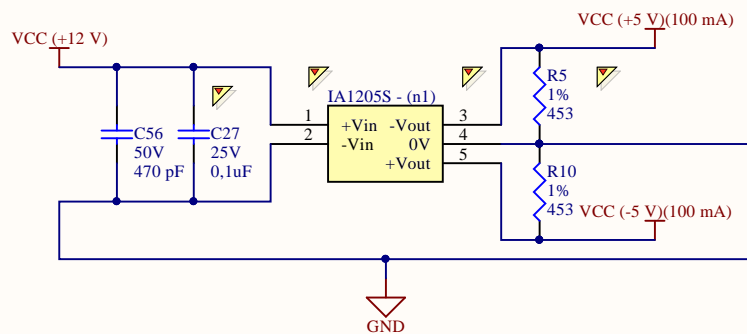 VCC (+12 V)
VCC (+5 V)(100 mA)
IA1205S - (n1)
1
+Vin
-Vout
3
2
-Vin
0V
4
+Vout
5
C56
50V
470 pF
C27
25V
0,1uF
R5
1%
453
R10
1%
453
VCC (-5 V)(100 mA)
GND